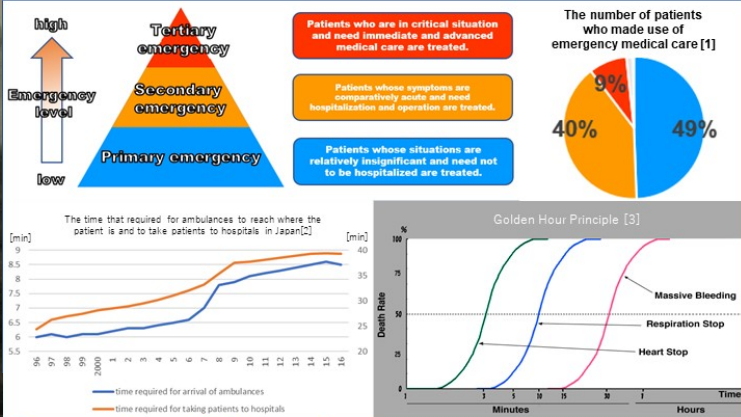 high
Emergency
level
low
Tertiary
emergency
Secondary
emergency
Primary emergency
Patients who are in critical situation
and need immediate and advanced
medical care are treated.
Patients whose symptoms are
comparatively acute and need
hospitalization and operation are treated.
Patients whose situations are
relatively insignificant and need not
to be hospitalized are treated.
The number of patients
who made use of
emergency medical care [1]
9%
40%
49%
The time that required for ambulances to reach where the
patient is and to take patients to hospitals in Japan[2]
[min]
[min]
9
8.5
8
7.5
7
6.5
6
5.5
40
35
30
25
20
96 97 98 99 2000 1 2 3 4 5 6 7 8 9 10 11 12 13 14 15 16
time required for arrival of ambulances
time required for taking patients to hospitals
Golden Hour Principle [3]
%
100
75
50
25
0
Death Rate
Massive Bleeding
Respiration Stop
Heart Stop
1 3 5 10 15 30 1 Time
Minutes Hours